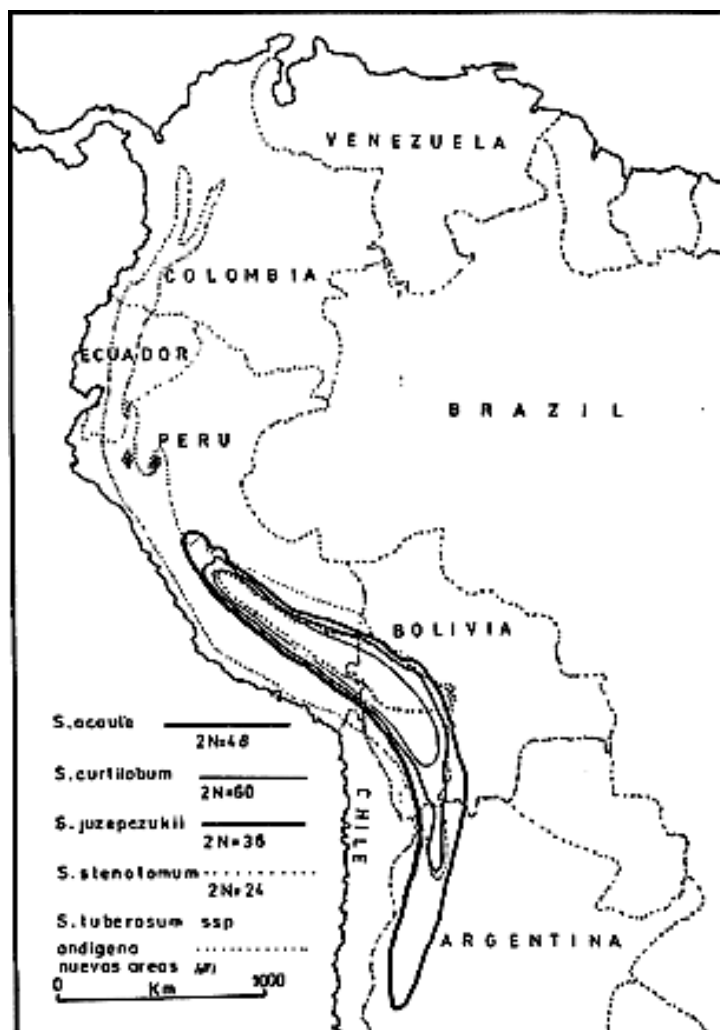 VENEZUELA
COLOMBIA
ECUADOR
BRAZIL
PERU
BOLIVIA
CHILE
ARGENTINA
S. acaule
2N=48
S. curtilobum
2N=60
S. juzepczukii
2N=36
S. stenotomum
2N=24
S. tuberosum ssp
andigena
nuevas areas
0 Km 1000